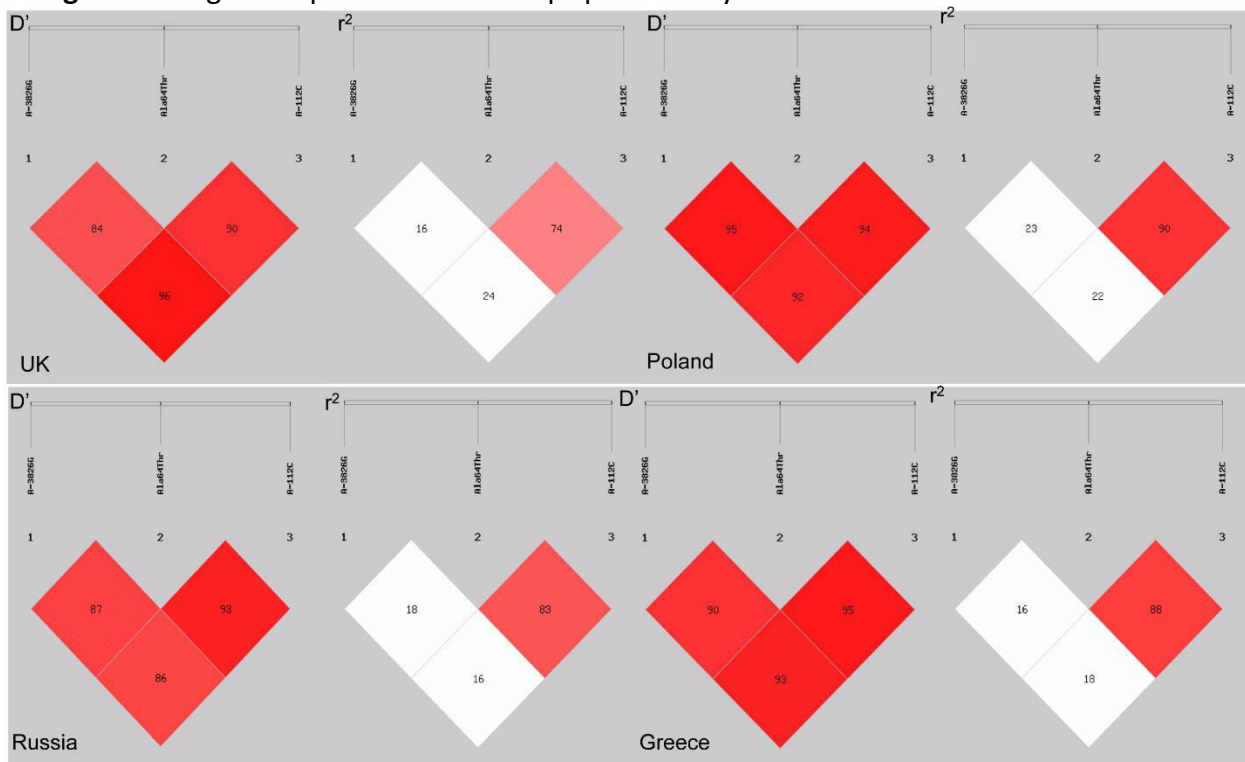 D' r² D' r²
A-3826G Ala64Thr A-112C A-3826G Ala64Thr A-112C A-3826G Ala64Thr A-112C A-3826G Ala64Thr A-112C
1 2 3 1 2 3 1 2 3 1 2 3
84 90 16 74 95 94 23 90
96 24 92 22
UK Poland
D' r² D' r²
A-3826G Ala64Thr A-112C A-3826G Ala64Thr A-112C A-3826G Ala64Thr A-112C A-3826G Ala64Thr A-112C
1 2 3 1 2 3 1 2 3 1 2 3
87 93 18 83 90 95 16 88
86 16 93 18
Russia Greece